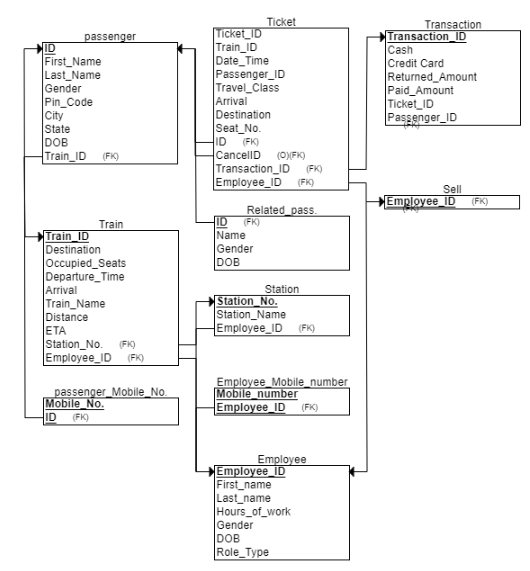 passenger
ID
First_Name
Last_Name
Gender
Pin_Code
City
State
DOB
Train_ID (FK)
Ticket
Ticket_ID
Train_ID
Date_Time
Passenger_ID
Travel_Class
Arrival
Destination
Seat_No.
ID (FK)
CancelID (O)(FK)
Transaction_ID (FK)
Employee_ID (FK)
Transaction
Transaction_ID
Cash
Credit Card
Returned_Amount
Paid_Amount
Ticket_ID
Passenger_ID
(FK)
Sell
Employee_ID (FK)
(FK)
Related_pass.
ID (FK)
Name
Gender
DOB
Train
Train_ID
Destination
Occupied_Seats
Departure_Time
Arrival
Train_Name
Distance
ETA
Station_No. (FK)
Employee_ID (FK)
Station
Station_No.
Station_Name
Employee_ID (FK)
passenger_Mobile_No.
Mobile_No.
ID (FK)
Employee_Mobile_number
Mobile_number
Employee_ID (FK)
Employee
Employee_ID
First_name
Last_name
Hours_of_work
Gender
DOB
Role_Type